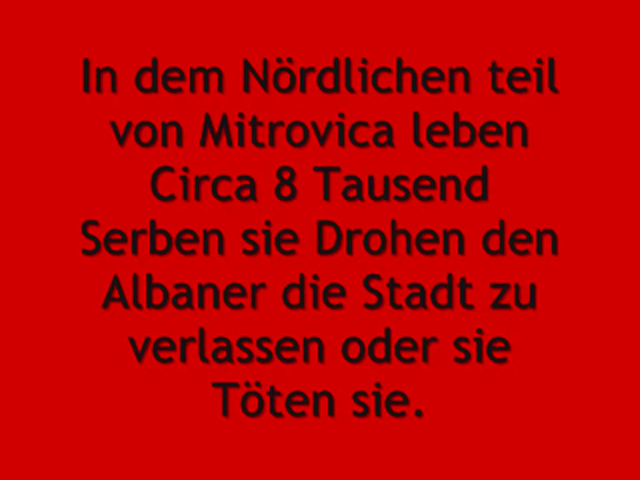 In dem Nördlichen teil
von Mitrovica leben
Circa 8 Tausend
Serben sie Drohen den
Albaner die Stadt zu
verlassen oder sie
Töten sie.